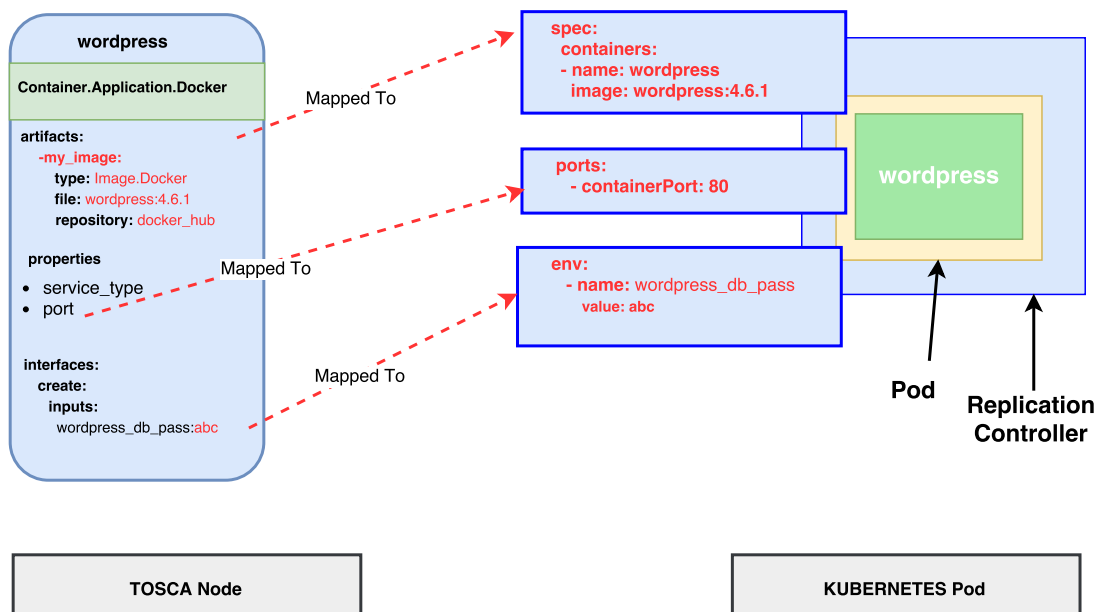 wordpress
Container.Application.Docker
artifacts:
-my_image:
type: Image.Docker
file: wordpress:4.6.1
repository: docker_hub
properties
• service_type
• port
interfaces:
create:
inputs:
wordpress_db_pass:abc
Mapped To
Mapped To
Mapped To
spec:
containers:
- name: wordpress
image: wordpress:4.6.1
ports:
- containerPort: 80
env:
- name: wordpress_db_pass
value: abc
wordpress
Pod
Replication
Controller
TOSCA Node
KUBERNETES Pod